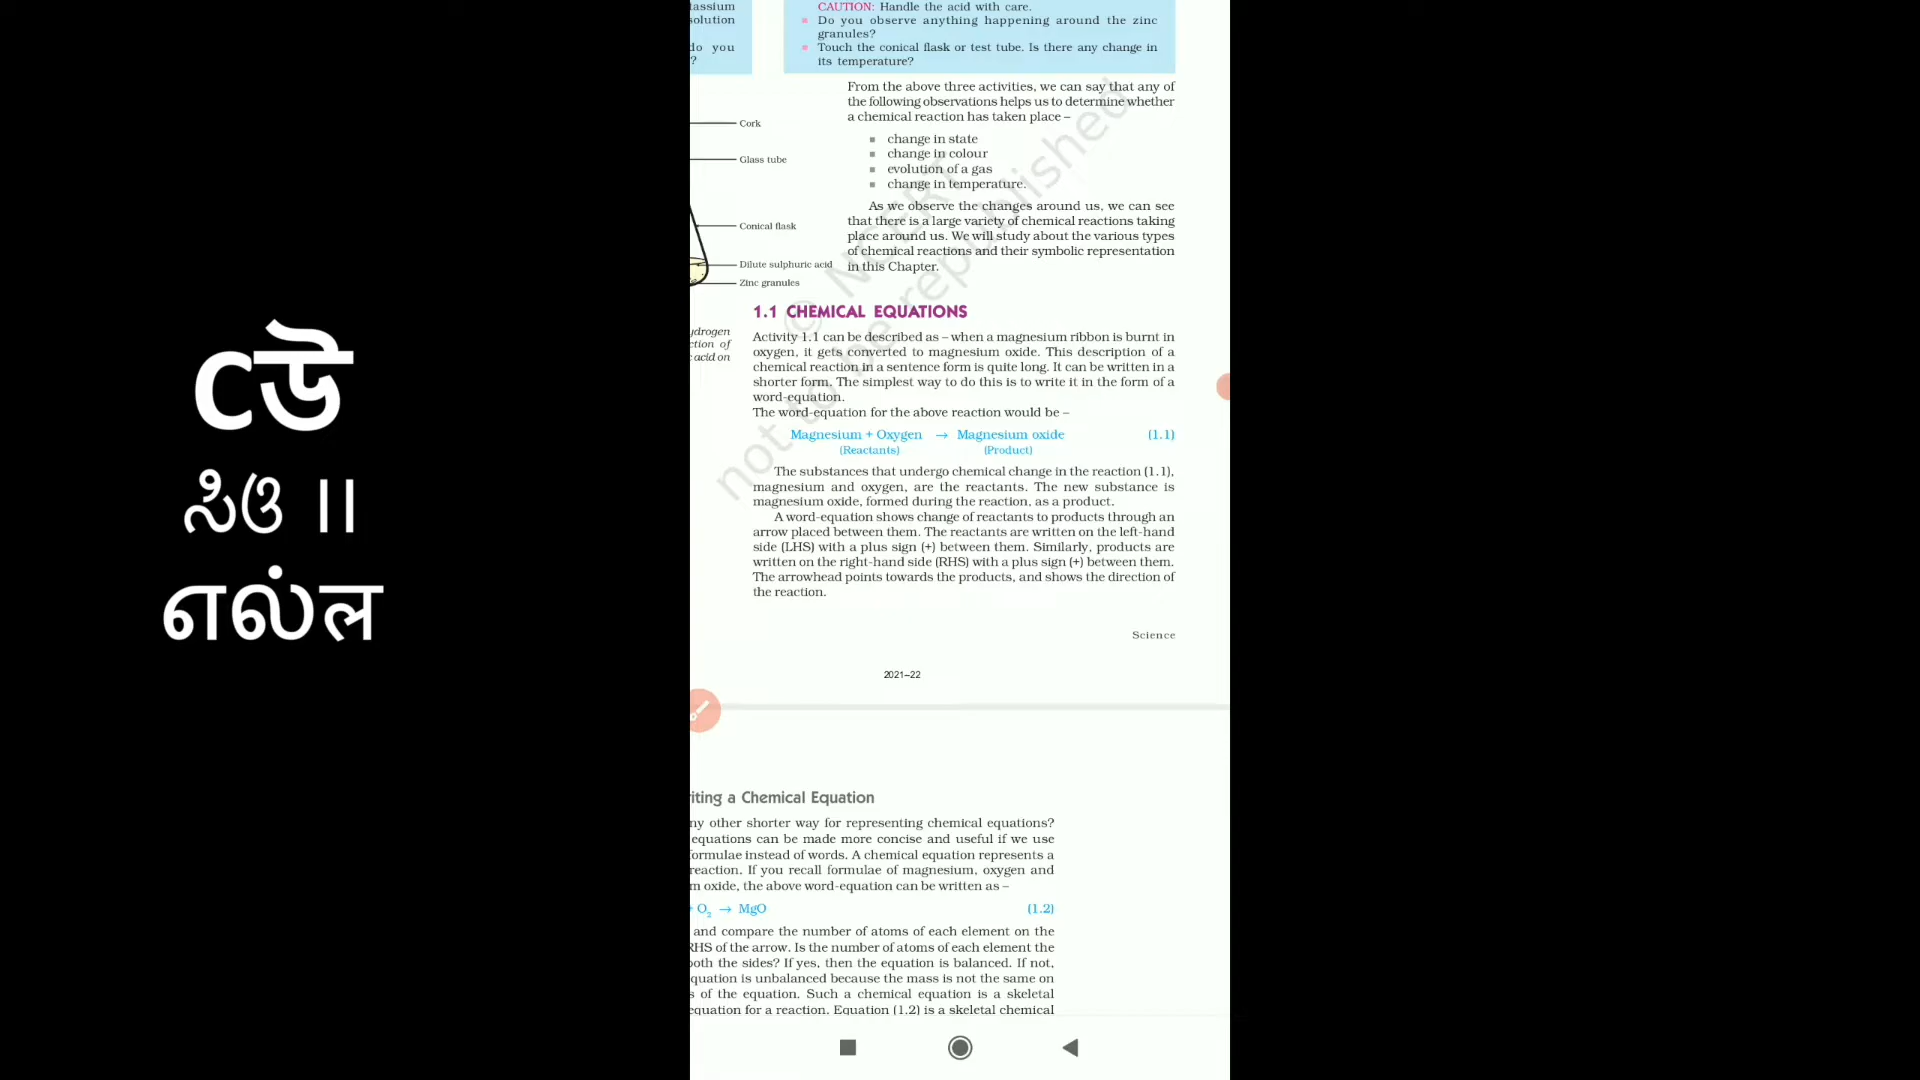 Cউ
సిଓ ।।
எல்ल
tassium
solution
do you
?
CAUTION: Handle the acid with care.
Do you observe anything happening around the zinc
granules?
Touch the conical flask or test tube. Is there any change in
its temperature?
Cork
Glass tube
Conical flask
Dilute sulphuric acid
Zinc granules
ydrogen
ction of
acid on
From the above three activities, we can say that any of
the following observations helps us to determine whether
a chemical reaction has taken place –
change in state
change in colour
evolution of a gas
change in temperature.
As we observe the changes around us, we can see
that there is a large variety of chemical reactions taking
place around us. We will study about the various types
of chemical reactions and their symbolic representation
in this Chapter.
1.1 CHEMICAL EQUATIONS
Activity 1.1 can be described as – when a magnesium ribbon is burnt in
oxygen, it gets converted to magnesium oxide. This description of a
chemical reaction in a sentence form is quite long. It can be written in a
shorter form. The simplest way to do this is to write it in the form of a
word-equation.
The word-equation for the above reaction would be –
Magnesium + Oxygen → Magnesium oxide (1.1)
(Reactants) (Product)
The substances that undergo chemical change in the reaction (1.1),
magnesium and oxygen, are the reactants. The new substance is
magnesium oxide, formed during the reaction, as a product.
A word-equation shows change of reactants to products through an
arrow placed between them. The reactants are written on the left-hand
side (LHS) with a plus sign (+) between them. Similarly, products are
written on the right-hand side (RHS) with a plus sign (+) between them.
The arrowhead points towards the products, and shows the direction of
the reaction.
Science
2021–22
© NCERT
not to be republished
riting a Chemical Equation
ny other shorter way for representing chemical equations?
equations can be made more concise and useful if we use
formulae instead of words. A chemical equation represents a
reaction. If you recall formulae of magnesium, oxygen and
m oxide, the above word-equation can be written as –
+ O₂ → MgO (1.2)
and compare the number of atoms of each element on the
RHS of the arrow. Is the number of atoms of each element the
both the sides? If yes, then the equation is balanced. If not,
quation is unbalanced because the mass is not the same on
s of the equation. Such a chemical equation is a skeletal
equation for a reaction. Equation (1.2) is a skeletal chemical